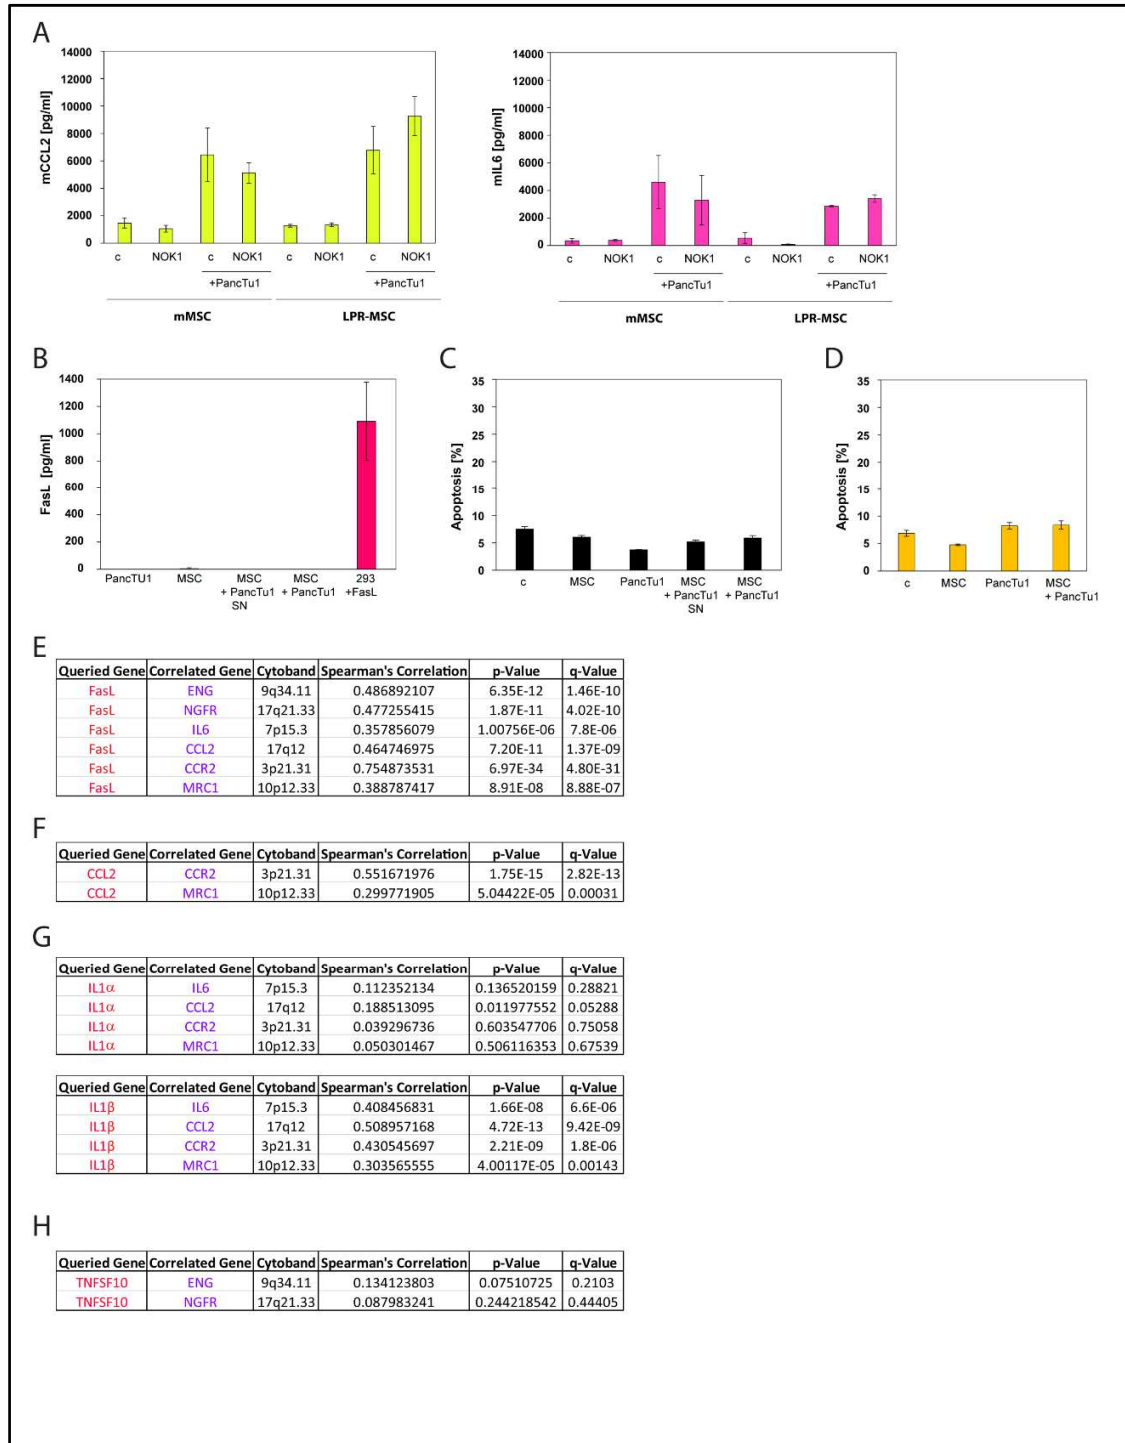 A
14000
12000
10000
8000
6000
4000
2000
0
mCCL2 [pg/ml]
c NOK1 c NOK1 c NOK1 c NOK1
+PancTu1 +PancTu1
mMSC LPR-MSC
14000
12000
10000
8000
6000
4000
2000
0
mIL6 [pg/ml]
c NOK1 c NOK1 c NOK1 c NOK1
+PancTu1 +PancTu1
mMSC LPR-MSC
B
1400
1200
1000
800
600
400
200
0
FasL [pg/ml]
PancTU1 MSC MSC MSC 293
+ PancTu1 + PancTu1 +FasL
SN
C
35
30
25
20
15
10
5
0
Apoptosis [%]
c MSC PancTu1 MSC MSC
+ PancTu1 + PancTu1
SN
D
35
30
25
20
15
10
5
0
Apoptosis [%]
c MSC PancTu1 MSC
+ PancTu1
E
Queried Gene Correlated Gene Cytoband Spearman's Correlation p-Value q-Value
FasL ENG 9q34.11 0.486892107 6.35E-12 1.46E-10
FasL NGFR 17q21.33 0.477255415 1.87E-11 4.02E-10
FasL IL6 7p15.3 0.357856079 1.00756E-06 7.8E-06
FasL CCL2 17q12 0.464746975 7.20E-11 1.37E-09
FasL CCR2 3p21.31 0.754873531 6.97E-34 4.80E-31
FasL MRC1 10p12.33 0.388787417 8.91E-08 8.88E-07
F
Queried Gene Correlated Gene Cytoband Spearman's Correlation p-Value q-Value
CCL2 CCR2 3p21.31 0.551671976 1.75E-15 2.82E-13
CCL2 MRC1 10p12.33 0.299771905 5.04422E-05 0.00031
G
Queried Gene Correlated Gene Cytoband Spearman's Correlation p-Value q-Value
IL1α IL6 7p15.3 0.112352134 0.136520159 0.28821
IL1α CCL2 17q12 0.188513095 0.011977552 0.05288
IL1α CCR2 3p21.31 0.039296736 0.603547706 0.75058
IL1α MRC1 10p12.33 0.050301467 0.506116353 0.67539
Queried Gene Correlated Gene Cytoband Spearman's Correlation p-Value q-Value
IL1β IL6 7p15.3 0.408456831 1.66E-08 6.6E-06
IL1β CCL2 17q12 0.508957168 4.72E-13 9.42E-09
IL1β CCR2 3p21.31 0.430545697 2.21E-09 1.8E-06
IL1β MRC1 10p12.33 0.303565555 4.00117E-05 0.00143
H
Queried Gene Correlated Gene Cytoband Spearman's Correlation p-Value q-Value
TNFSF10 ENG 9q34.11 0.134123803 0.07510725 0.2103
TNFSF10 NGFR 17q21.33 0.087983241 0.244218542 0.44405